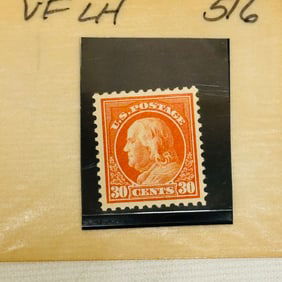 VF LH 516
U.S. POSTAGE
30 CENTS 30